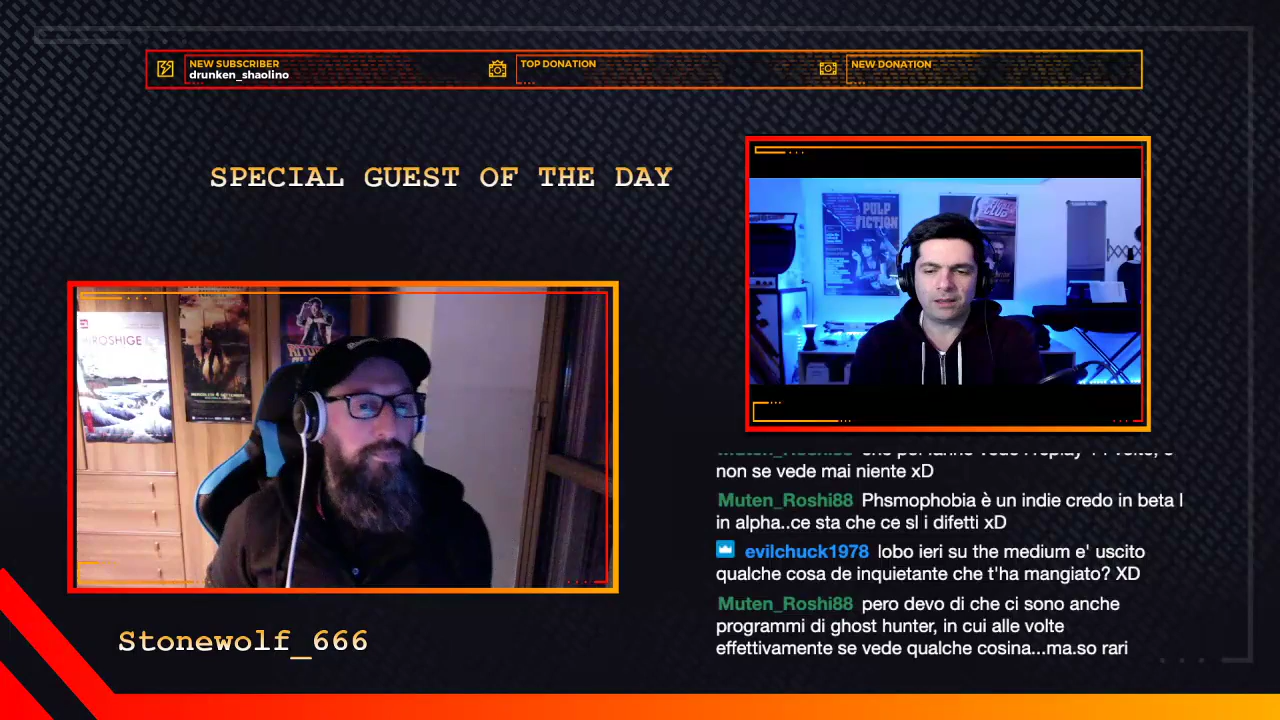 NEW SUBSCRIBER
drunken_shaolino
TOP DONATION
NEW DONATION
SPECIAL GUEST OF THE DAY
PULP
FICTION
CLUB
ROSHIGE
Stonewolf_666
non se vede mai niente xD
Muten_Roshi88 Phsmophobia è un indie credo in beta I
in alpha..ce sta che ce sl i difetti xD
evilchuck1978 lobo ieri su the medium e' uscito
qualche cosa de inquietante che t'ha mangiato? XD
Muten_Roshi88 pero devo di che ci sono anche
programmi di ghost hunter, in cui alle volte
effettivamente se vede qualche cosina...ma.so rari